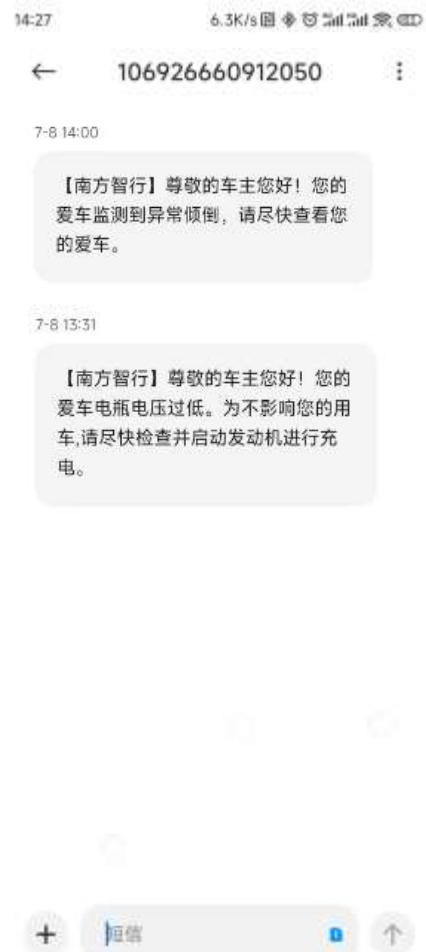 14:27
6.3K/s
106926660912050
7-8 14:00
【南方智行】尊敬的车主您好！您的
爱车监测到异常倾倒，请尽快查看您
的爱车。
7-8 13:31
【南方智行】尊敬的车主您好！您的
爱车电瓶电压过低。为不影响您的用
车,请尽快检查并启动发动机进行充
电。
短信
1